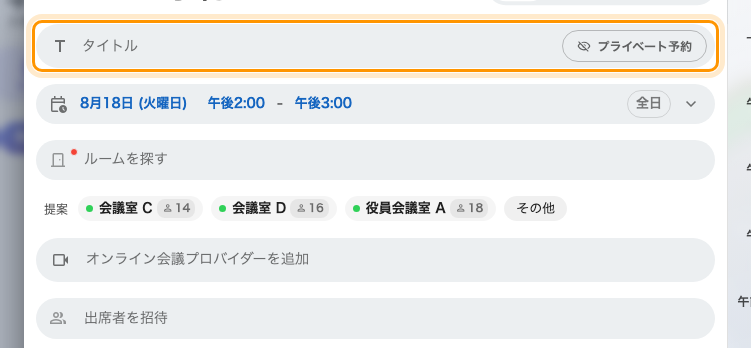 タイトル
プライベート予約
8月18日 (火曜日) 午後2:00 - 午後3:00 全日
ルームを探す
提案 会議室 C 14 会議室 D 16 役員会議室 A 18 その他
オンライン会議プロバイダーを追加
出席者を招待